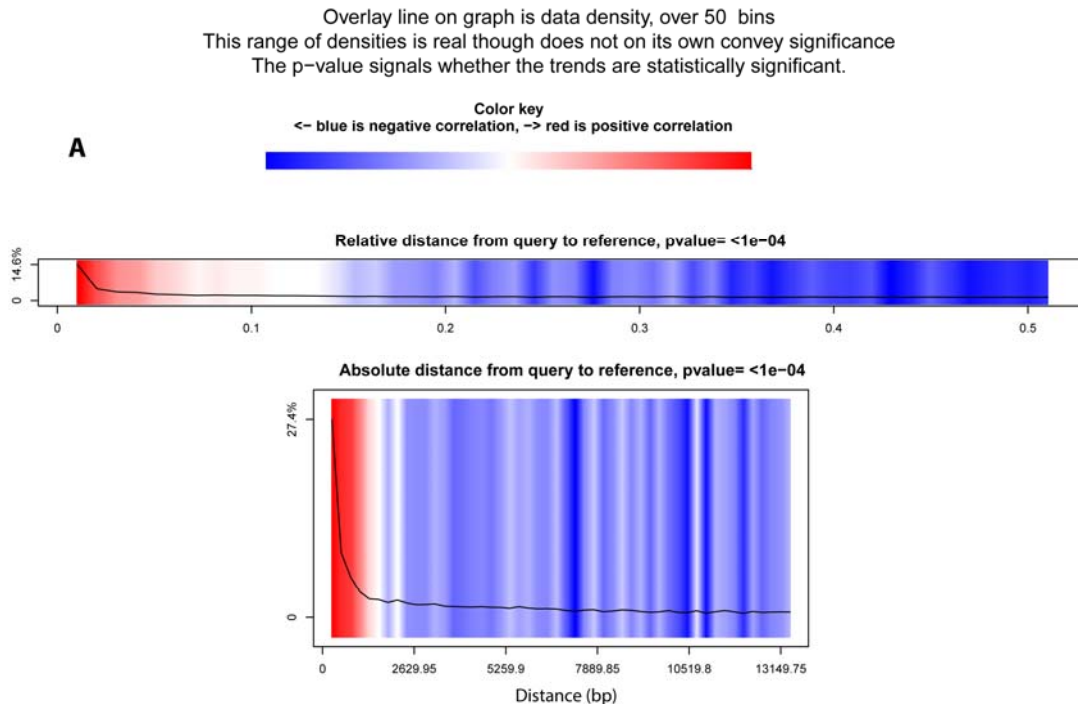 Overlay line on graph is data density, over 50  bins
This range of densities is real though does not on its own convey significance
The p−value signals whether the trends are statistically significant.
Color key
<− blue is negative correlation, −> red is positive correlation
A
Relative distance from query to reference, pvalue= <1e−04
14.6%
0
0 0.1 0.2 0.3 0.4 0.5
Absolute distance from query to reference, pvalue= <1e−04
27.4%
0
0 2629.95 5259.9 7889.85 10519.8 13149.75
Distance (bp)